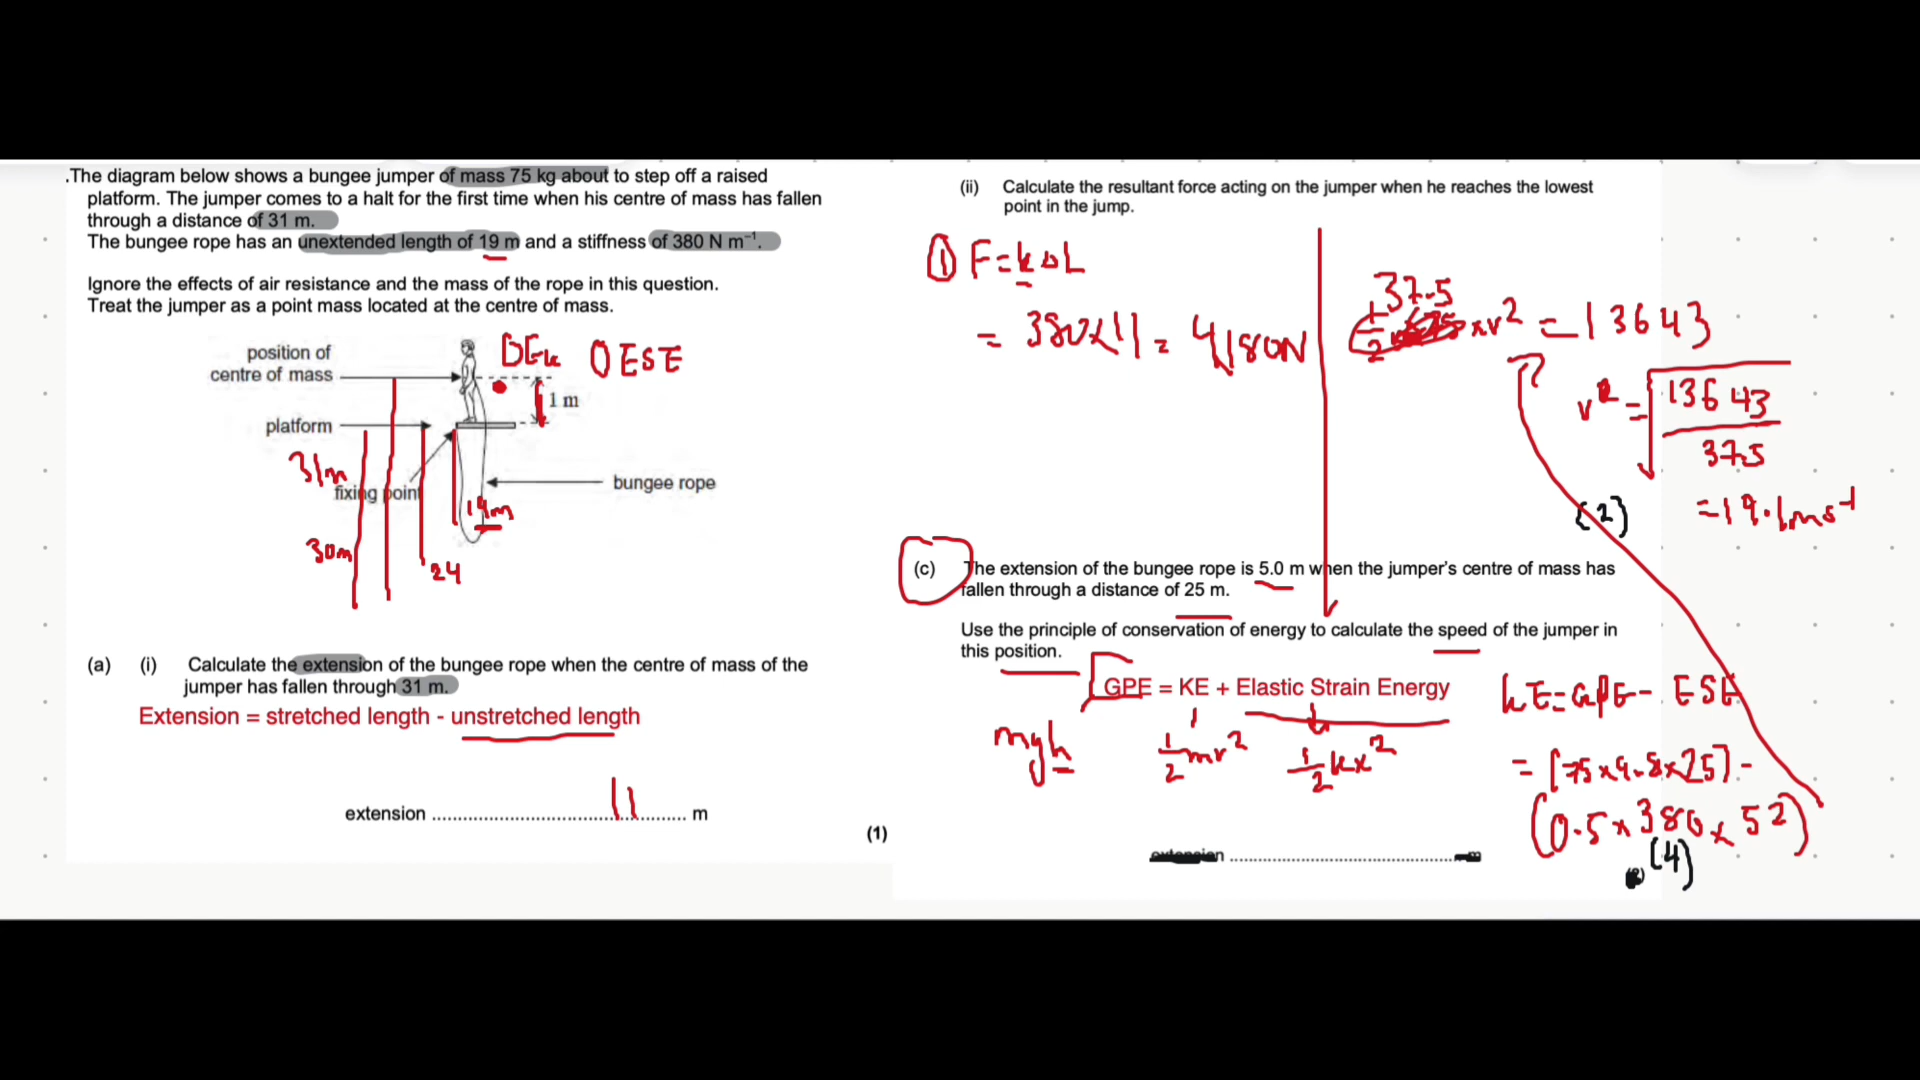 .The diagram below shows a bungee jumper of mass 75 kg about to step off a raised
platform. The jumper comes to a halt for the first time when his centre of mass has fallen
through a distance of 31 m.
The bungee rope has an unextended length of 19 m and a stiffness of 380 N m⁻¹.
Ignore the effects of air resistance and the mass of the rope in this question.
Treat the jumper as a point mass located at the centre of mass.
position of
centre of mass
0 ESE
1 m
platform
31m
fixing point
bungee rope
19m
30m
24
(a) (i) Calculate the extension of the bungee rope when the centre of mass of the
jumper has fallen through 31 m.
Extension = stretched length - unstretched length
extension ........ 11 ........ m
(1)
(ii) Calculate the resultant force acting on the jumper when he reaches the lowest
point in the jump.
① F = kΔL
= 380x11 = 4180N
37.5
xv² = 13643
v² = √13643
37.5
= 19.1ms⁻¹
(2)
(c) The extension of the bungee rope is 5.0 m when the jumper's centre of mass has
fallen through a distance of 25 m.
Use the principle of conservation of energy to calculate the speed of the jumper in
this position.
GPE = KE + Elastic Strain Energy
mgh ½mv² ½kx²
KE = GPE - ESE
= [75x9.8x25] -
(0.5x380x5²)
(4)